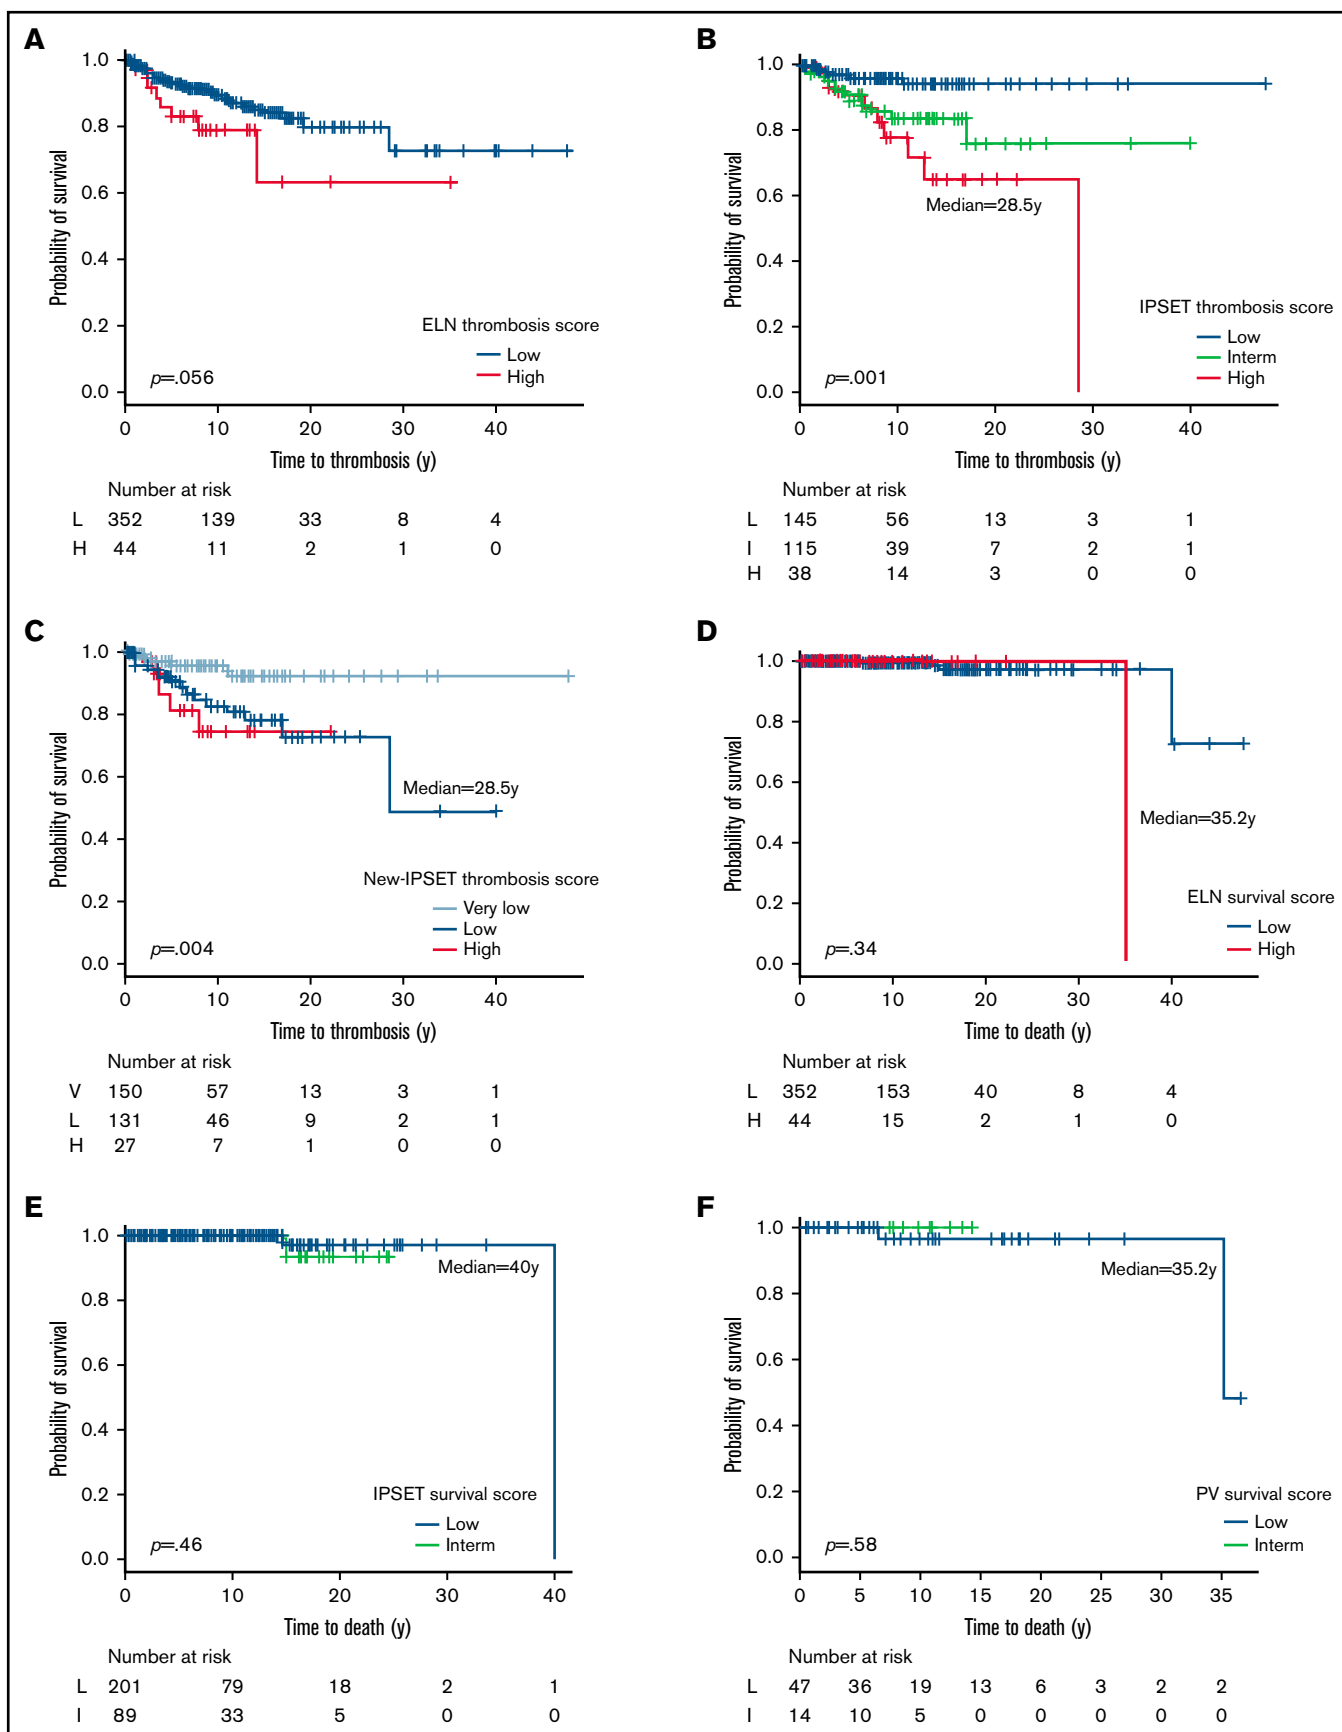 A
1.0
0.8
0.6
0.4
0.2
0.0
Probability of survival
ELN thrombosis score
Low
High
p=.056
0 10 20 30 40
Time to thrombosis (y)
Number at risk
L 352 139 33 8 4
H 44 11 2 1 0
B
1.0
0.8
0.6
0.4
0.2
0.0
Probability of survival
Median=28.5y
IPSET thrombosis score
Low
Interm
High
p=.001
0 10 20 30 40
Time to thrombosis (y)
Number at risk
L 145 56 13 3 1
I 115 39 7 2 1
H 38 14 3 0 0
C
1.0
0.8
0.6
0.4
0.2
0.0
Probability of survival
Median=28.5y
New-IPSET thrombosis score
Very low
Low
High
p=.004
0 10 20 30 40
Time to thrombosis (y)
Number at risk
V 150 57 13 3 1
L 131 46 9 2 1
H 27 7 1 0 0
D
1.0
0.8
0.6
0.4
0.2
0.0
Probability of survival
Median=35.2y
ELN survival score
Low
High
p=.34
0 10 20 30 40
Time to death (y)
Number at risk
L 352 153 40 8 4
H 44 15 2 1 0
E
1.0
0.8
0.6
0.4
0.2
0.0
Probability of survival
Median=40y
IPSET survival score
Low
Interm
p=.46
0 10 20 30 40
Time to death (y)
Number at risk
L 201 79 18 2 1
I 89 33 5 0 0
F
1.0
0.8
0.6
0.4
0.2
0.0
Probability of survival
Median=35.2y
PV survival score
Low
Interm
p=.58
0 5 10 15 20 25 30 35
Time to death (y)
Number at risk
L 47 36 19 13 6 3 2 2
I 14 10 5 0 0 0 0 0